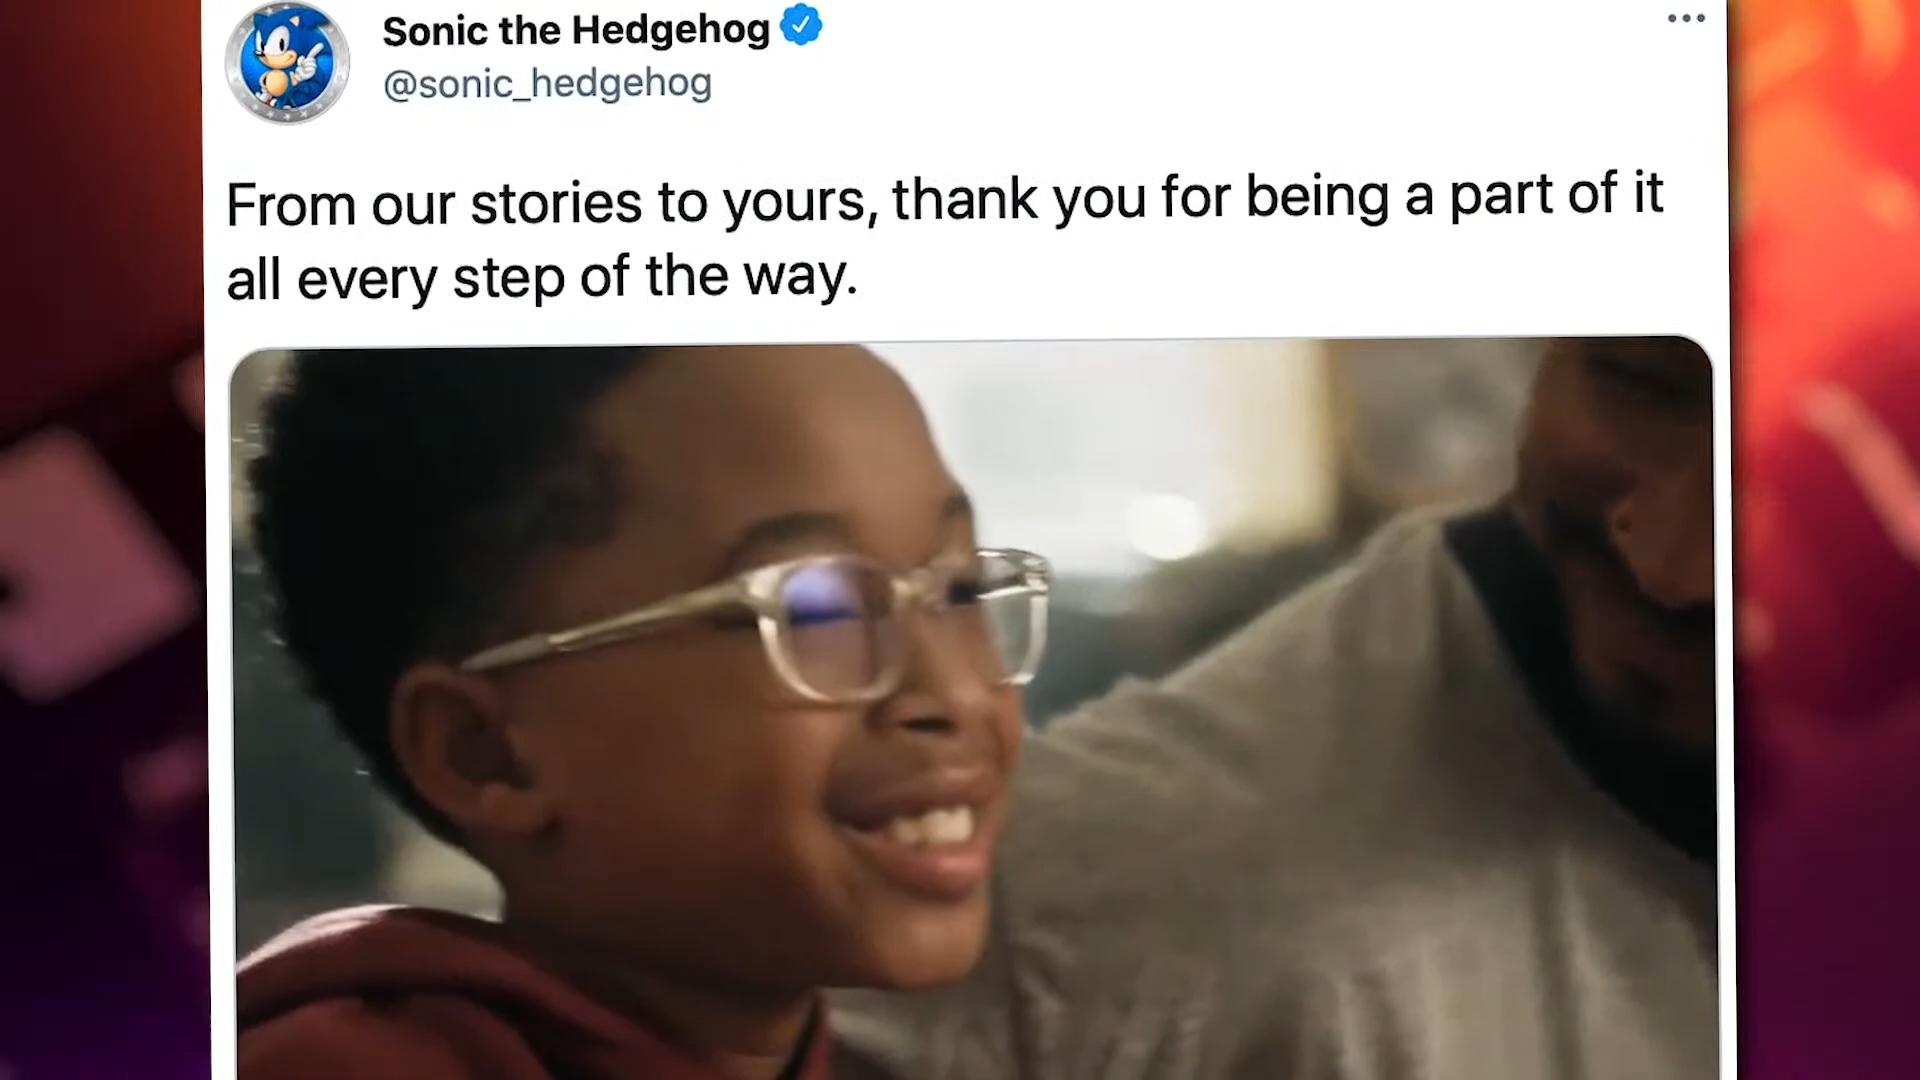 Sonic the Hedgehog
@sonic_hedgehog
From our stories to yours, thank you for being a part of it
all every step of the way.